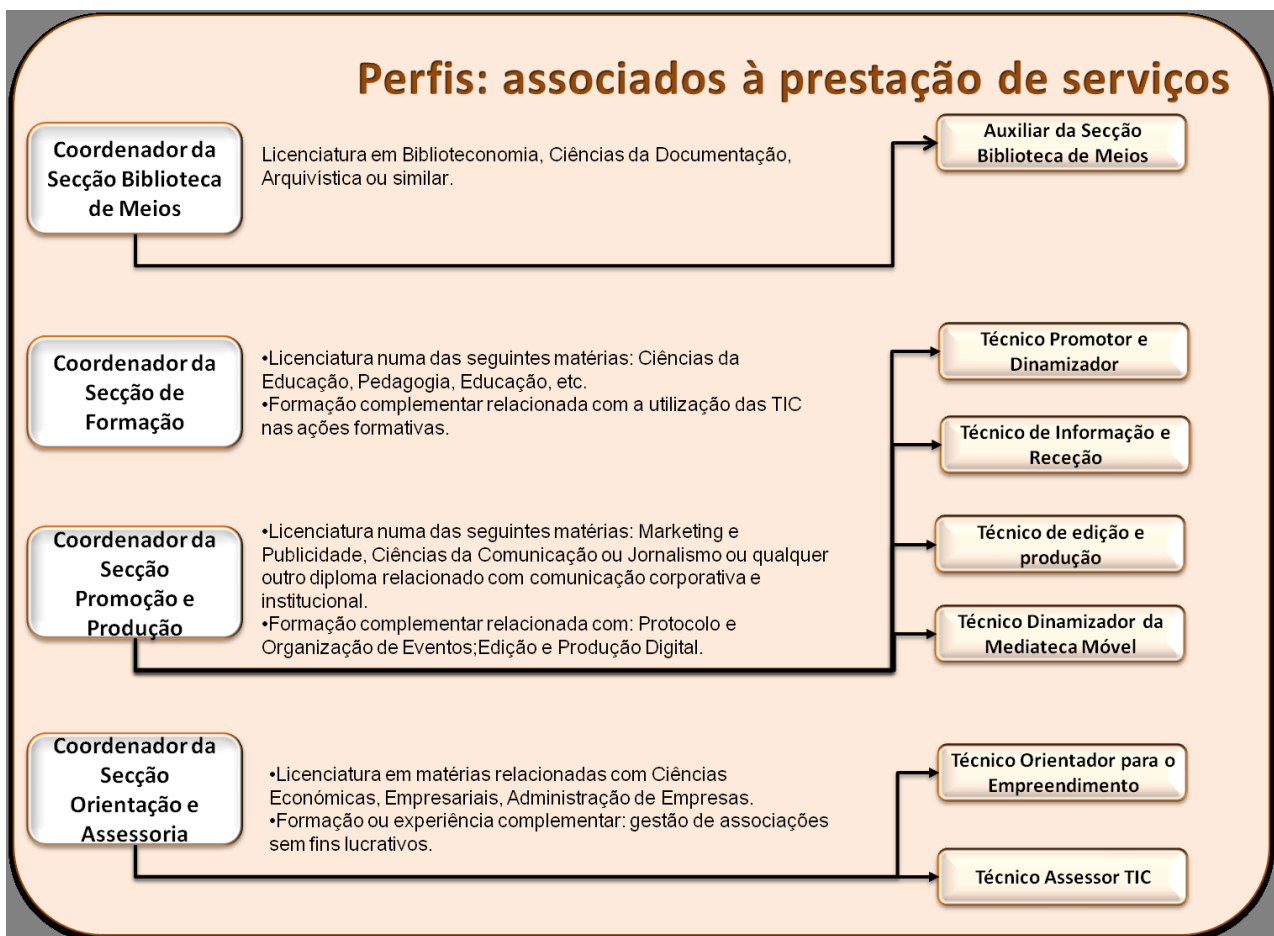 Perfis: associados à prestação de serviços
Coordenador da
Secção Biblioteca
de Meios
Licenciatura em Biblioteconomia, Ciências da Documentação,
Arquivística ou similar.
Auxiliar da Secção
Biblioteca de Meios
Coordenador da
Secção de
Formação
•Licenciatura numa das seguintes matérias: Ciências da
Educação, Pedagogia, Educação, etc.
•Formação complementar relacionada com a utilização das TIC
nas ações formativas.
Técnico Promotor e
Dinamizador
Técnico de Informação e
Receção
Coordenador da
Secção
Promoção e
Produção
•Licenciatura numa das seguintes matérias: Marketing e
Publicidade, Ciências da Comunicação ou Jornalismo ou qualquer
outro diploma relacionado com comunicação corporativa e
institucional.
•Formação complementar relacionada com: Protocolo e
Organização de Eventos;Edição e Produção Digital.
Técnico de edição e
produção
Técnico Dinamizador da
Mediateca Móvel
Coordenador da
Secção
Orientação e
Assessoria
•Licenciatura em matérias relacionadas com Ciências
Económicas, Empresariais, Administração de Empresas.
•Formação ou experiência complementar: gestão de associações
sem fins lucrativos.
Técnico Orientador para o
Empreendimento
Técnico Assessor TIC